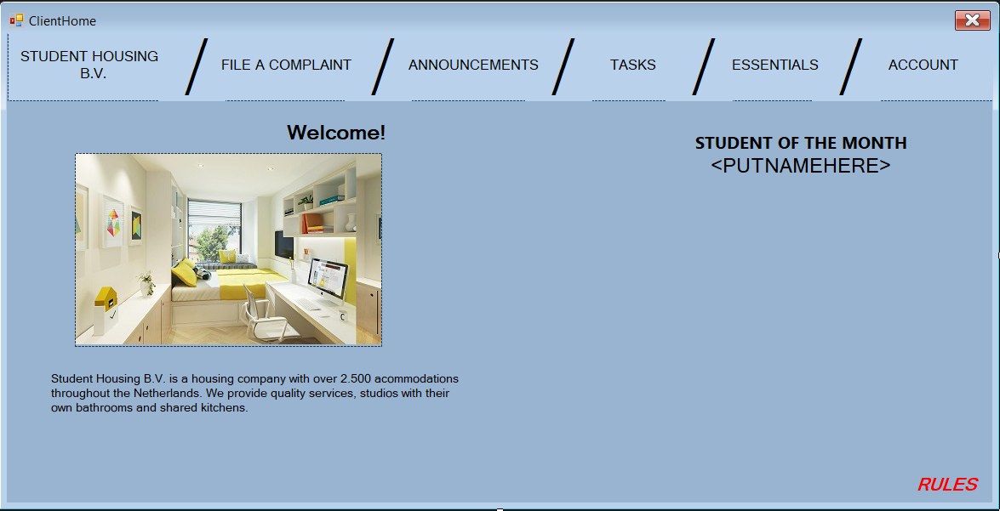 ClientHome
STUDENT HOUSING
B.V.
FILE A COMPLAINT
ANNOUNCEMENTS
TASKS
ESSENTIALS
ACCOUNT
Welcome!
STUDENT OF THE MONTH
<PUTNAMEHERE>
Student Housing B.V. is a housing company with over 2.500 acommodations
throughout the Netherlands. We provide quality services, studios with their
own bathrooms and shared kitchens.
RULES